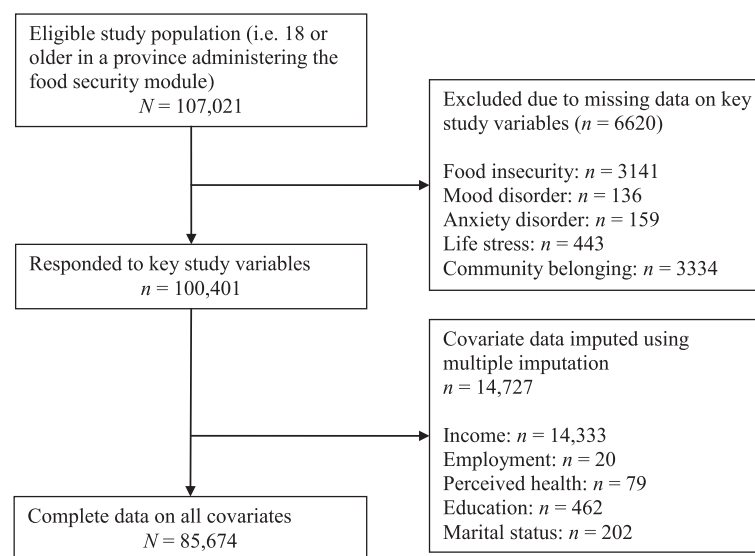 Eligible study population (i.e. 18 or
older in a province administering the
food security module)
N = 107,021
Excluded due to missing data on key
study variables (n = 6620)
Food insecurity: n = 3141
Mood disorder: n = 136
Anxiety disorder: n = 159
Life stress: n = 443
Community belonging: n = 3334
Responded to key study variables
n = 100,401
Covariate data imputed using
multiple imputation
n = 14,727
Income: n = 14,333
Employment: n = 20
Perceived health: n = 79
Education: n = 462
Marital status: n = 202
Complete data on all covariates
N = 85,674